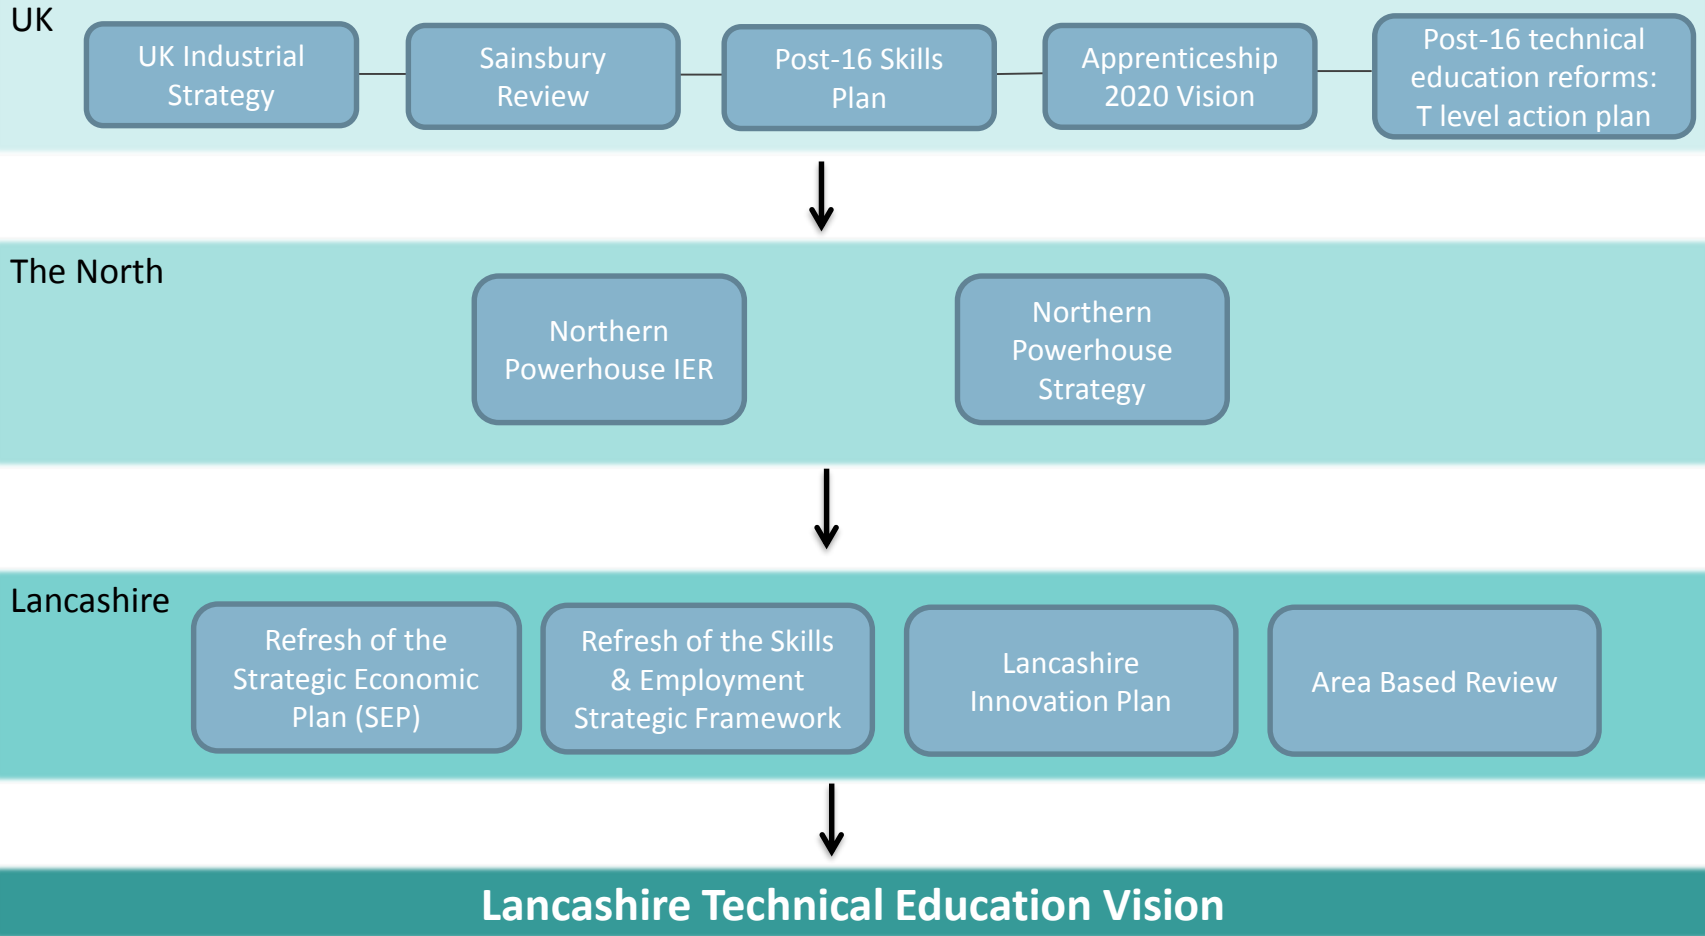 UK
UK Industrial
Strategy
Sainsbury
Review
Post-16 Skills
Plan
Apprenticeship
2020 Vision
Post-16 technical
education reforms:
T level action plan
The North
Northern
Powerhouse IER
Northern
Powerhouse
Strategy
Lancashire
Refresh of the
Strategic Economic
Plan (SEP)
Refresh of the Skills
& Employment
Strategic Framework
Lancashire
Innovation Plan
Area Based Review
Lancashire Technical Education Vision